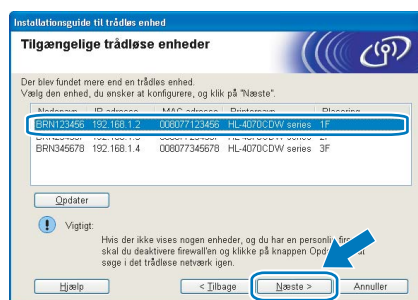 Installationsguide til trådløs enhed
Tilgængelige trådløse enheder
Der blev fundet mere end en trådløs enhed.
Vælg den enhed, du ønsker at konfigurere, og klik på "Næste".
Nodenavn IP-adresse MAC-adresse Printernavn Placering
BRN123456 192.168.1.2 008077123456 HL-4070CDW series 1F
BRN345678 192.168.1.4 008077345678 HL-4070CDW series 3F
Opdater
Vigtigt:
Hvis der ikke vises nogen enheder, og du har en personlig
skal du deaktivere firewall'en og klikke på knappen
søge i det trådløse netværk igen.
Hjælp < Tilbage Næste > Annuller